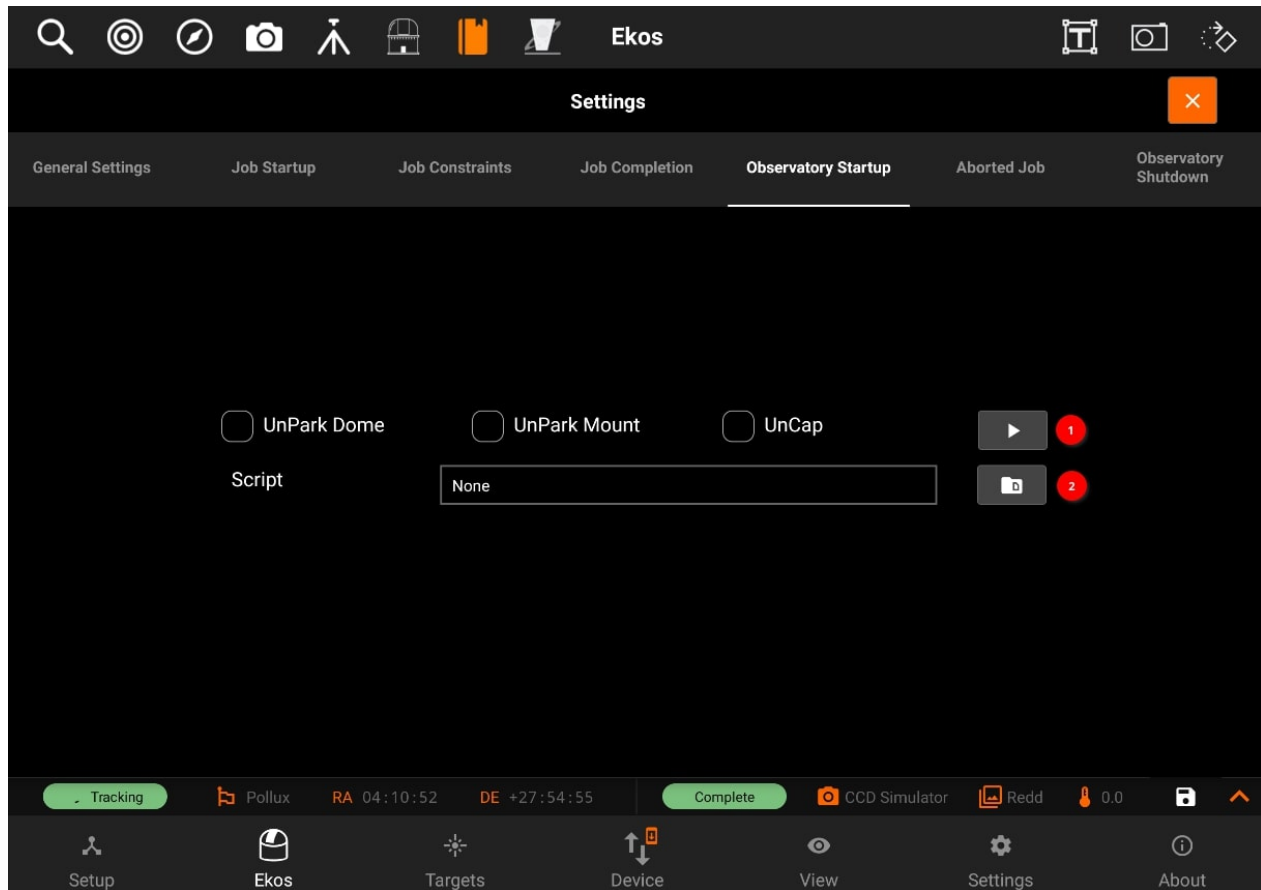 Ekos
Settings
General Settings
Job Startup
Job Constraints
Job Completion
Observatory Startup
Aborted Job
Observatory
Shutdown
UnPark Dome
UnPark Mount
UnCap
1
Script
None
2
Tracking
Pollux
RA 04:10:52
DE +27:54:55
Complete
CCD Simulator
Redd
0.0
Setup
Ekos
Targets
Device
View
Settings
About